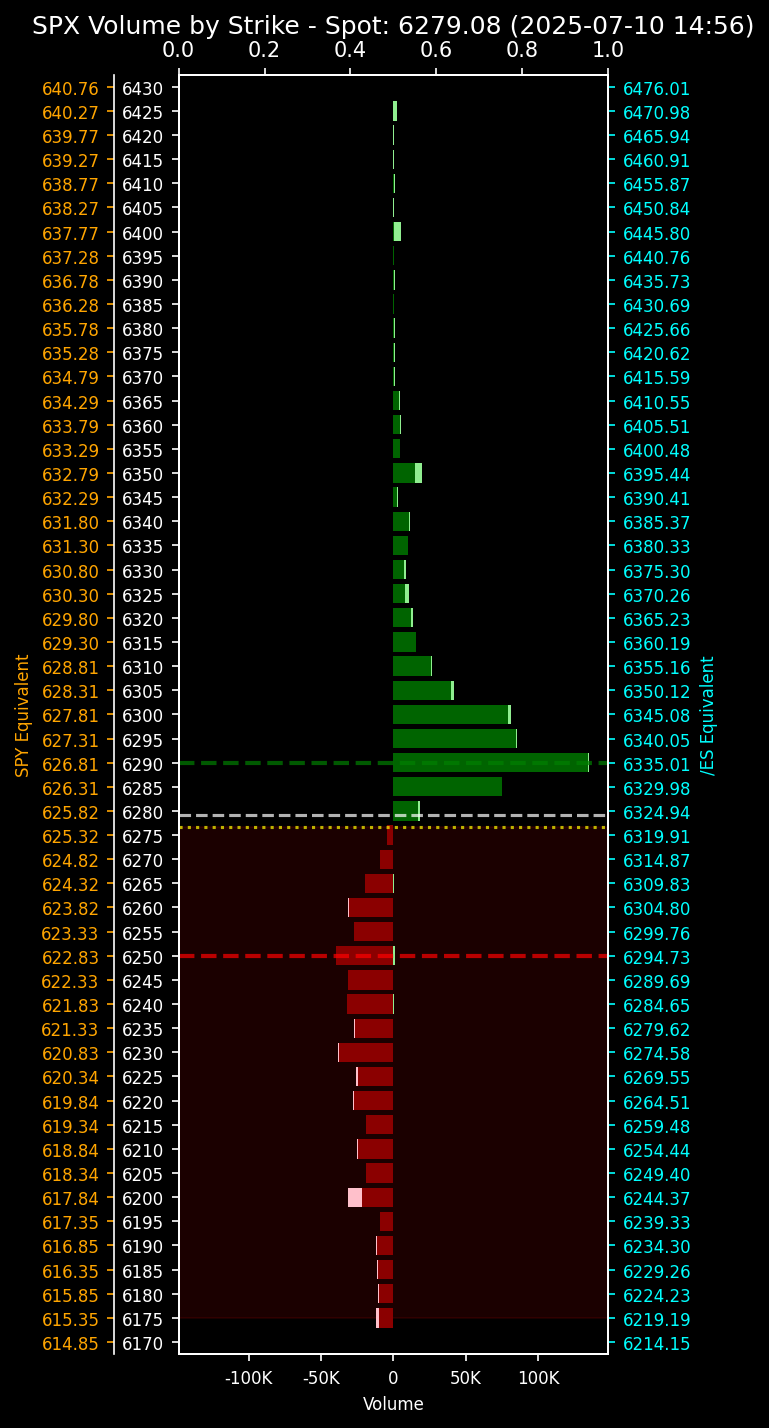 SPX Volume by Strike - Spot: 6279.08 (2025-07-10 14:56)
0.0 0.2 0.4 0.6 0.8 1.0
640.76 6430 6476.01
640.27 6425 6470.98
639.77 6420 6465.94
639.27 6415 6460.91
638.77 6410 6455.87
638.27 6405 6450.84
637.77 6400 6445.80
637.28 6395 6440.76
636.78 6390 6435.73
636.28 6385 6430.69
635.78 6380 6425.66
635.28 6375 6420.62
634.79 6370 6415.59
634.29 6365 6410.55
633.79 6360 6405.51
633.29 6355 6400.48
632.79 6350 6395.44
632.29 6345 6390.41
631.80 6340 6385.37
631.30 6335 6380.33
630.80 6330 6375.30
630.30 6325 6370.26
629.80 6320 6365.23
629.30 6315 6360.19
628.81 6310 6355.16
628.31 6305 6350.12
627.81 6300 6345.08
627.31 6295 6340.05
626.81 6290 6335.01
626.31 6285 6329.98
625.82 6280 6324.94
625.32 6275 6319.91
624.82 6270 6314.87
624.32 6265 6309.83
623.82 6260 6304.80
623.33 6255 6299.76
622.83 6250 6294.73
622.33 6245 6289.69
621.83 6240 6284.65
621.33 6235 6279.62
620.83 6230 6274.58
620.34 6225 6269.55
619.84 6220 6264.51
619.34 6215 6259.48
618.84 6210 6254.44
618.34 6205 6249.40
617.84 6200 6244.37
617.35 6195 6239.33
616.85 6190 6234.30
616.35 6185 6229.26
615.85 6180 6224.23
615.35 6175 6219.19
614.85 6170 6214.15
SPY Equivalent
/ES Equivalent
-100K -50K 0 50K 100K
Volume